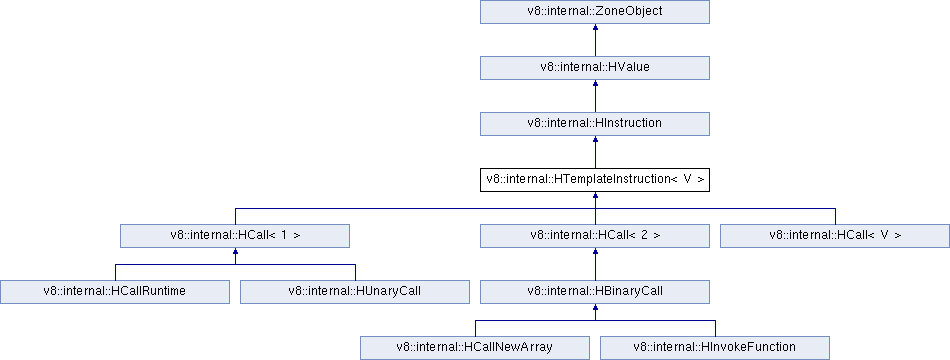 v8::internal::ZoneObject
v8::internal::HValue
v8::internal::HInstruction
v8::internal::HTemplateInstruction< V >
v8::internal::HCall< 1 >
v8::internal::HCall< 2 >
v8::internal::HCall< V >
v8::internal::HCallRuntime
v8::internal::HUnaryCall
v8::internal::HBinaryCall
v8::internal::HCallNewArray
v8::internal::HInvokeFunction